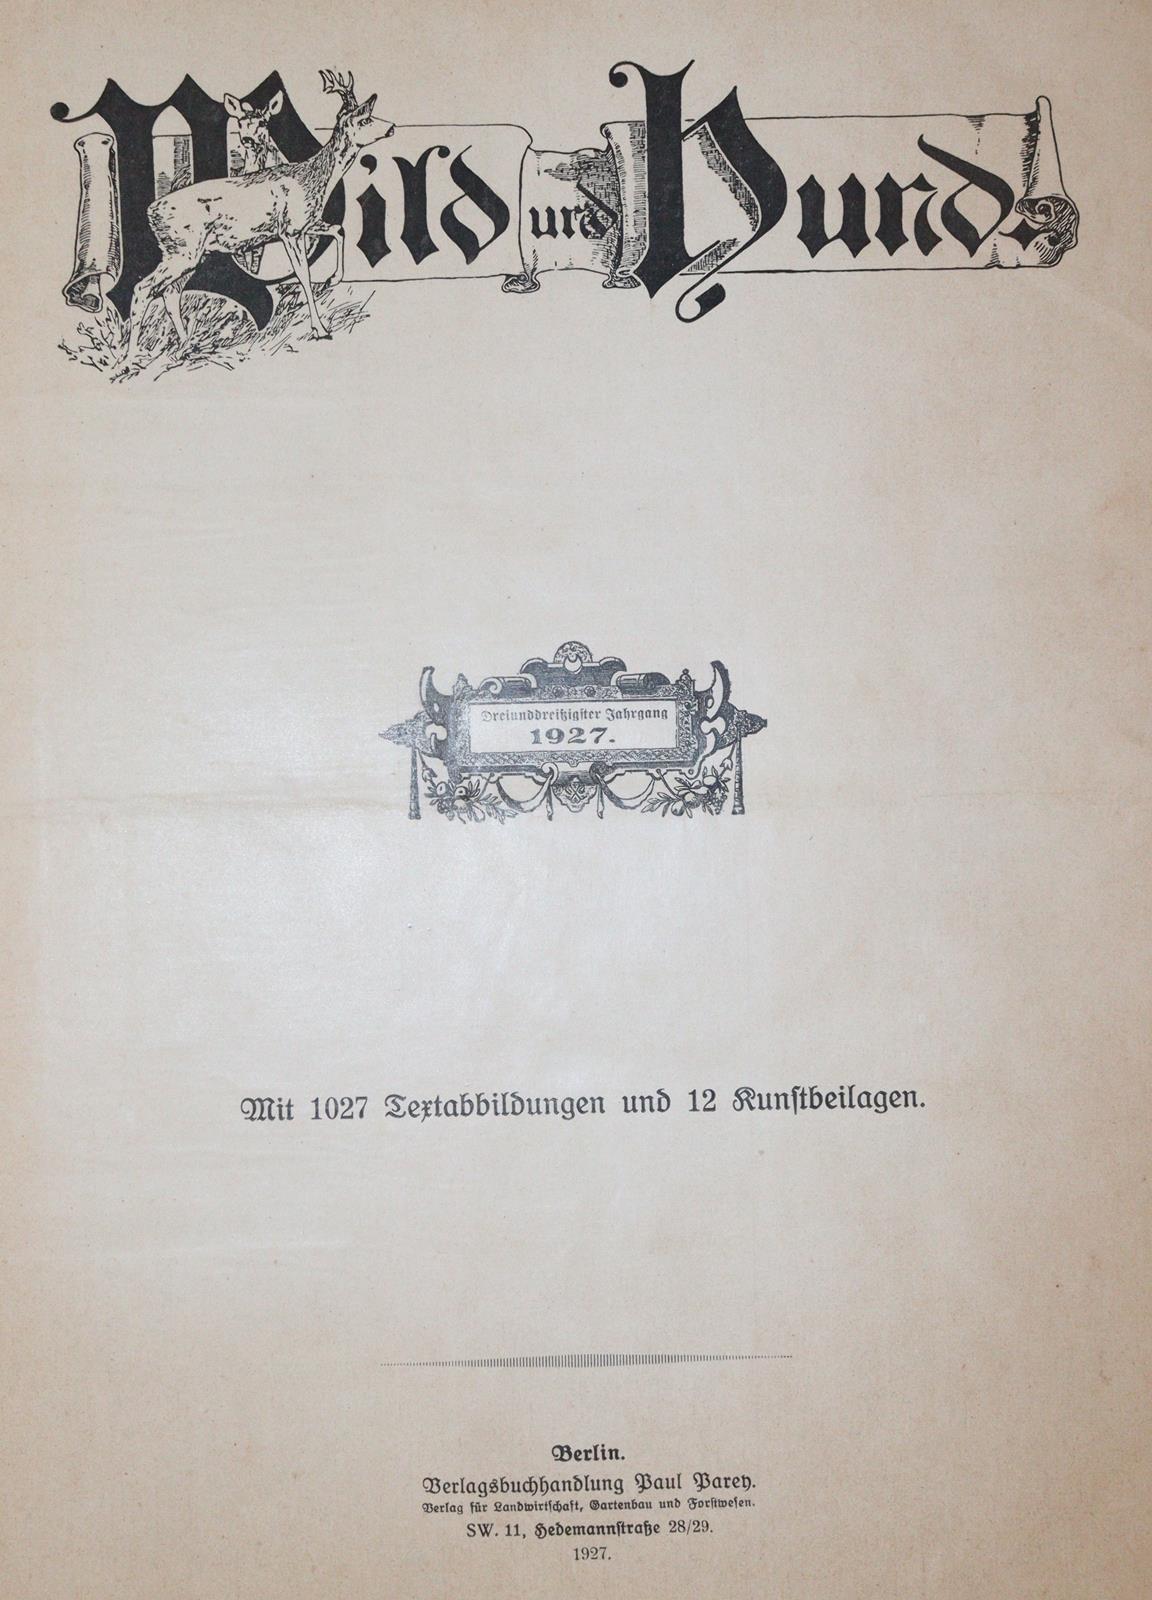 Wild und Hund.
Dreiunddreißigster Jahrgang
1927.
Mit 1027 Textabbildungen und 12 Kunstbeilagen.
Berlin.
Verlagsbuchhandlung Paul Parey.
Verlag für Landwirtschaft, Gartenbau und Forstwesen.
SW. 11, Hedemannstraße 28/29.
1927.